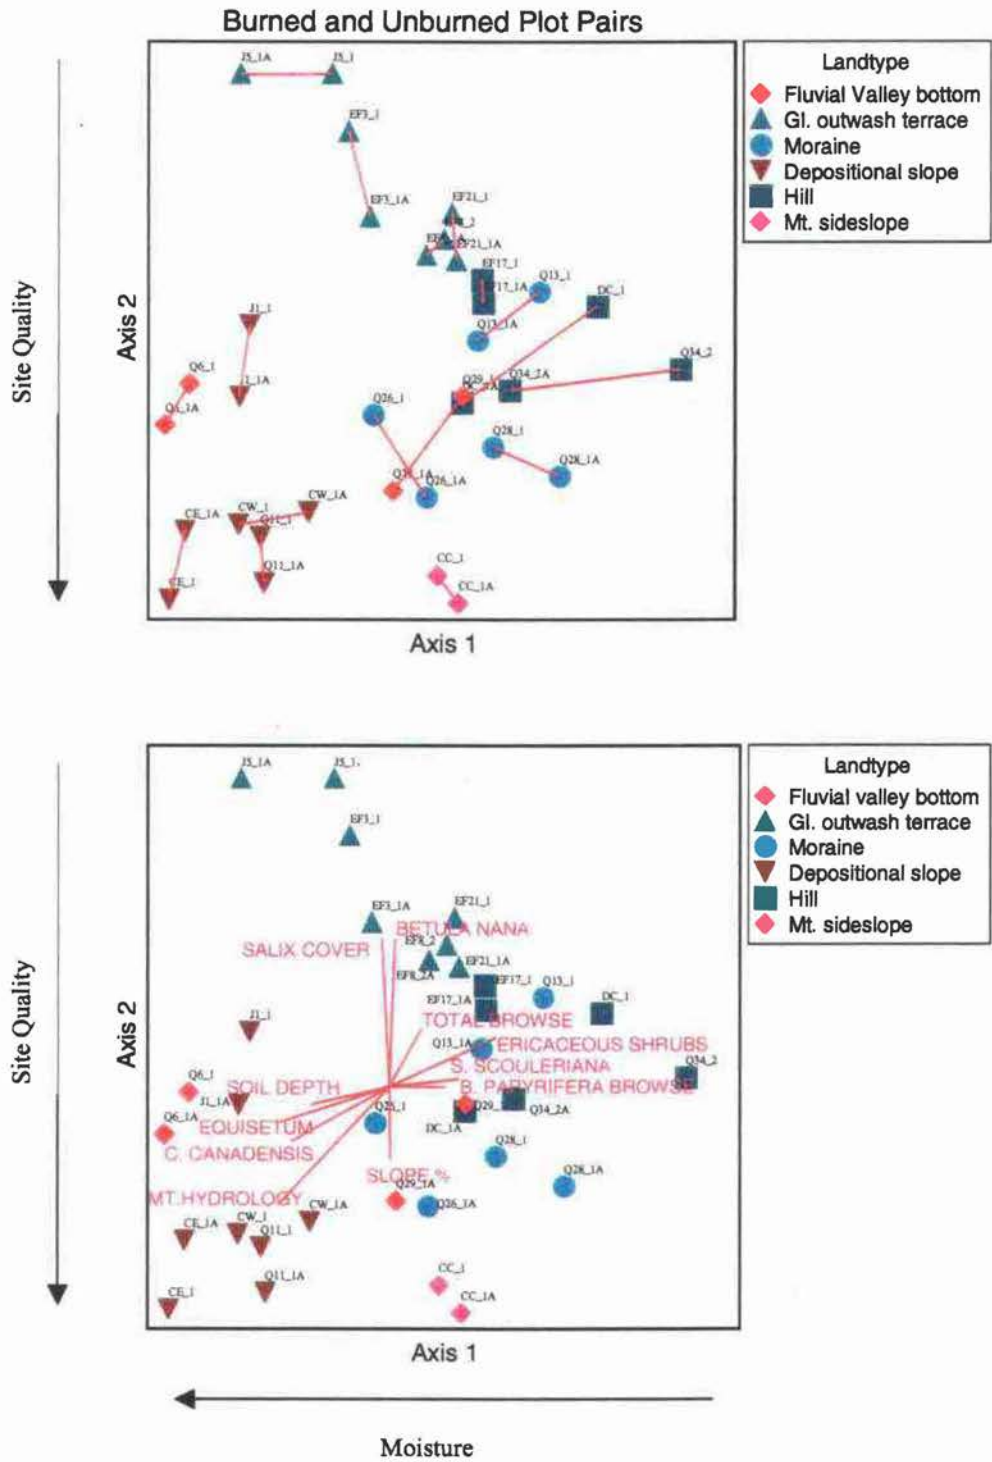 Burned and Unburned Plot Pairs
Site Quality
Axis 2
J5_1A
J5_1
EF3_1
EF3_1A
EF21_1
EF21_1A
EF17_1
Q13_1
DC_1
Q13_1A
Q34_2
J1_1
Q6_1
Q34_2A
Q26_1
Q28_1
Q28_1A
Q26_1A
CW_1A
CE_1A
CW_1
Q11_1
Q11_1A
CE_1
CC_1
CC_1A
Axis 1
Landtype
Fluvial Valley bottom
Gl. outwash terrace
Moraine
Depositional slope
Hill
Mt. sideslope
Site Quality
Axis 2
J5_1A
EF3_1
EF3_1A
EF21_1
BETULA NANA
SALIX COVER
EF8_2
EF21_1A
EF8_2A
EF17_1
Q13_1
EF17_1A
DC_1
J1_1
TOTAL BROWSE
Q13_1A
ERICACEOUS SHRUBS
S. SCOULERIANA
Q34_2
Q6_1
SOIL DEPTH
B. PAPYRIFERA BROWSE
J1_1A
Q34_2A
Q6_1A
EQUISETUM
DC_1A
Q28_1
C. CANADENSIS
SLOPE %
Q28_1A
Q29_1A
MT.HYDROLOGY
Q26_1A
CW_1A
CE_1A
CW_1
Q11_1
Q11_1A
CE_1
CC_1
CC_1A
Axis 1
Landtype
Fluvial valley bottom
Gl. outwash terrace
Moraine
Depositional slope
Hill
Mt. sideslope
Moisture